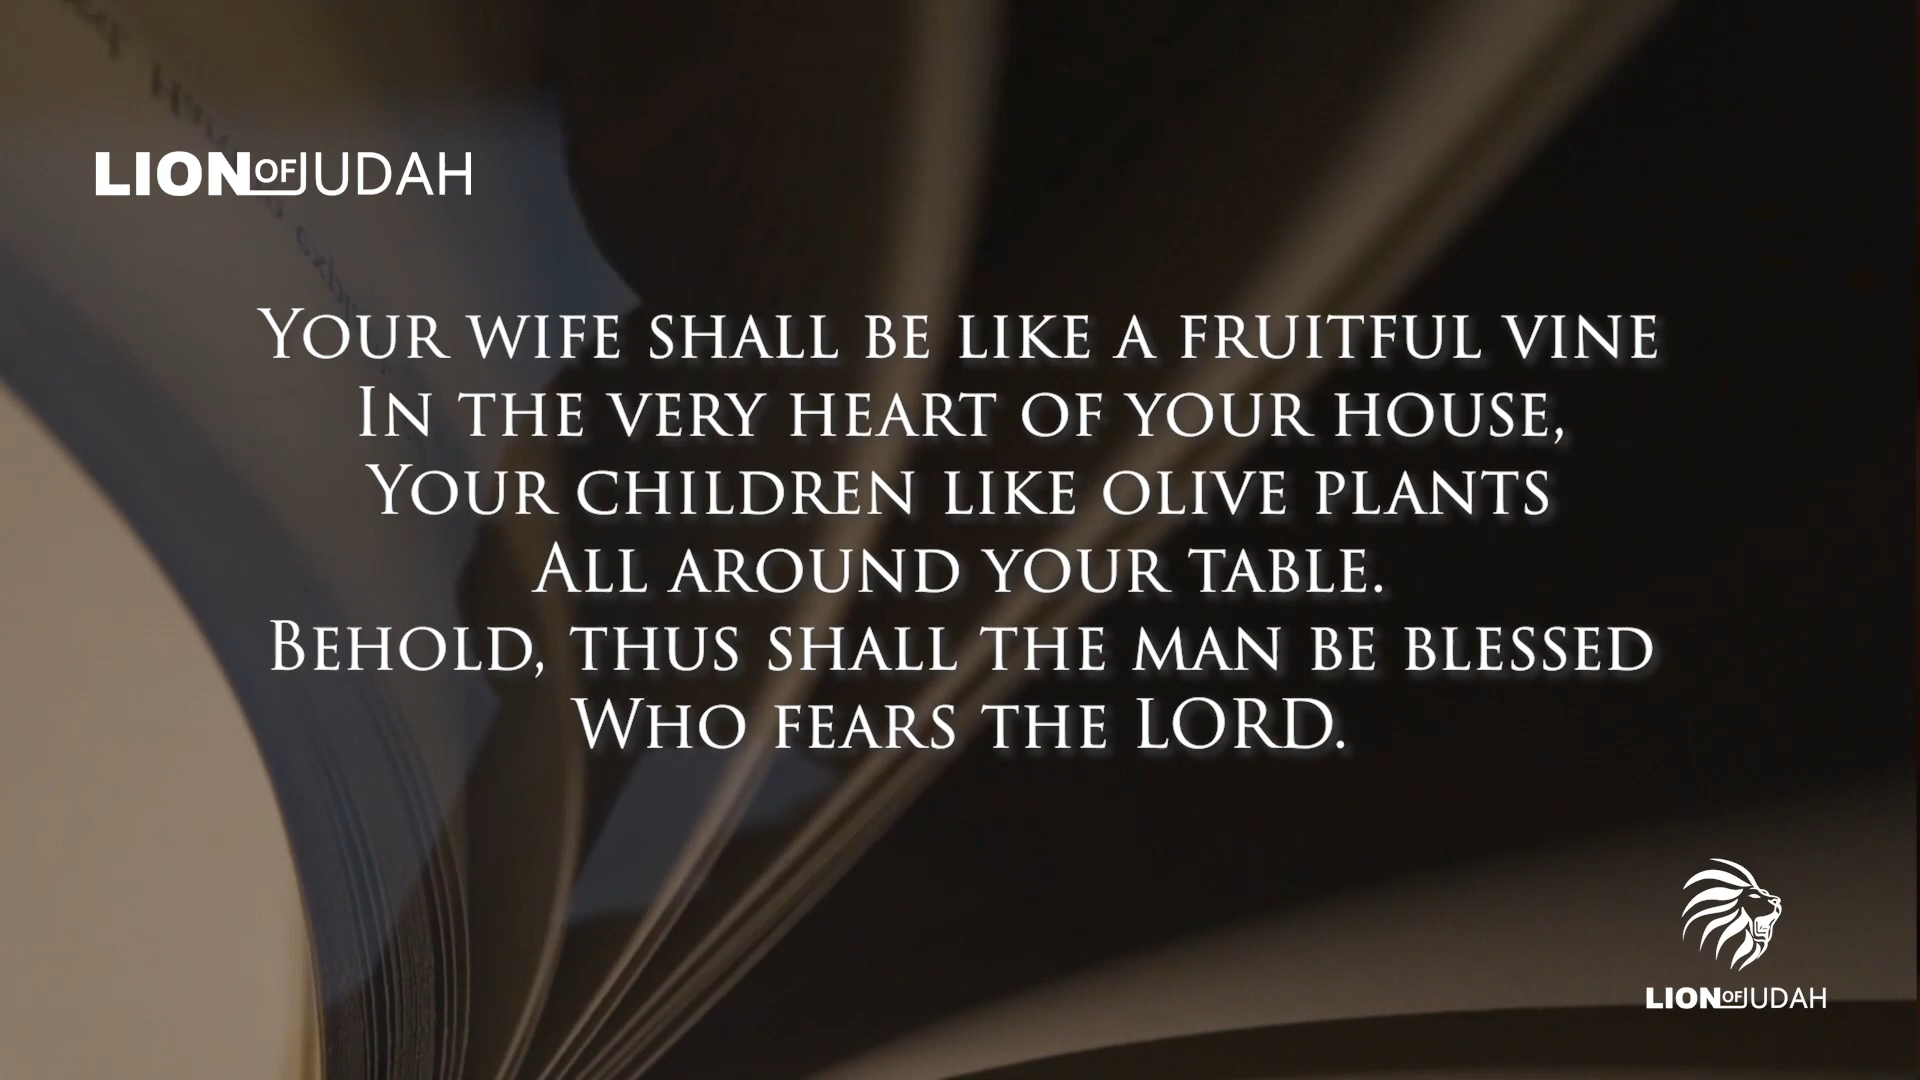 LION OF JUDAH
Your wife shall be like a fruitful vine
In the very heart of your house,
Your children like olive plants
All around your table.
Behold, thus shall the man be blessed
Who fears the LORD.
LION OF JUDAH